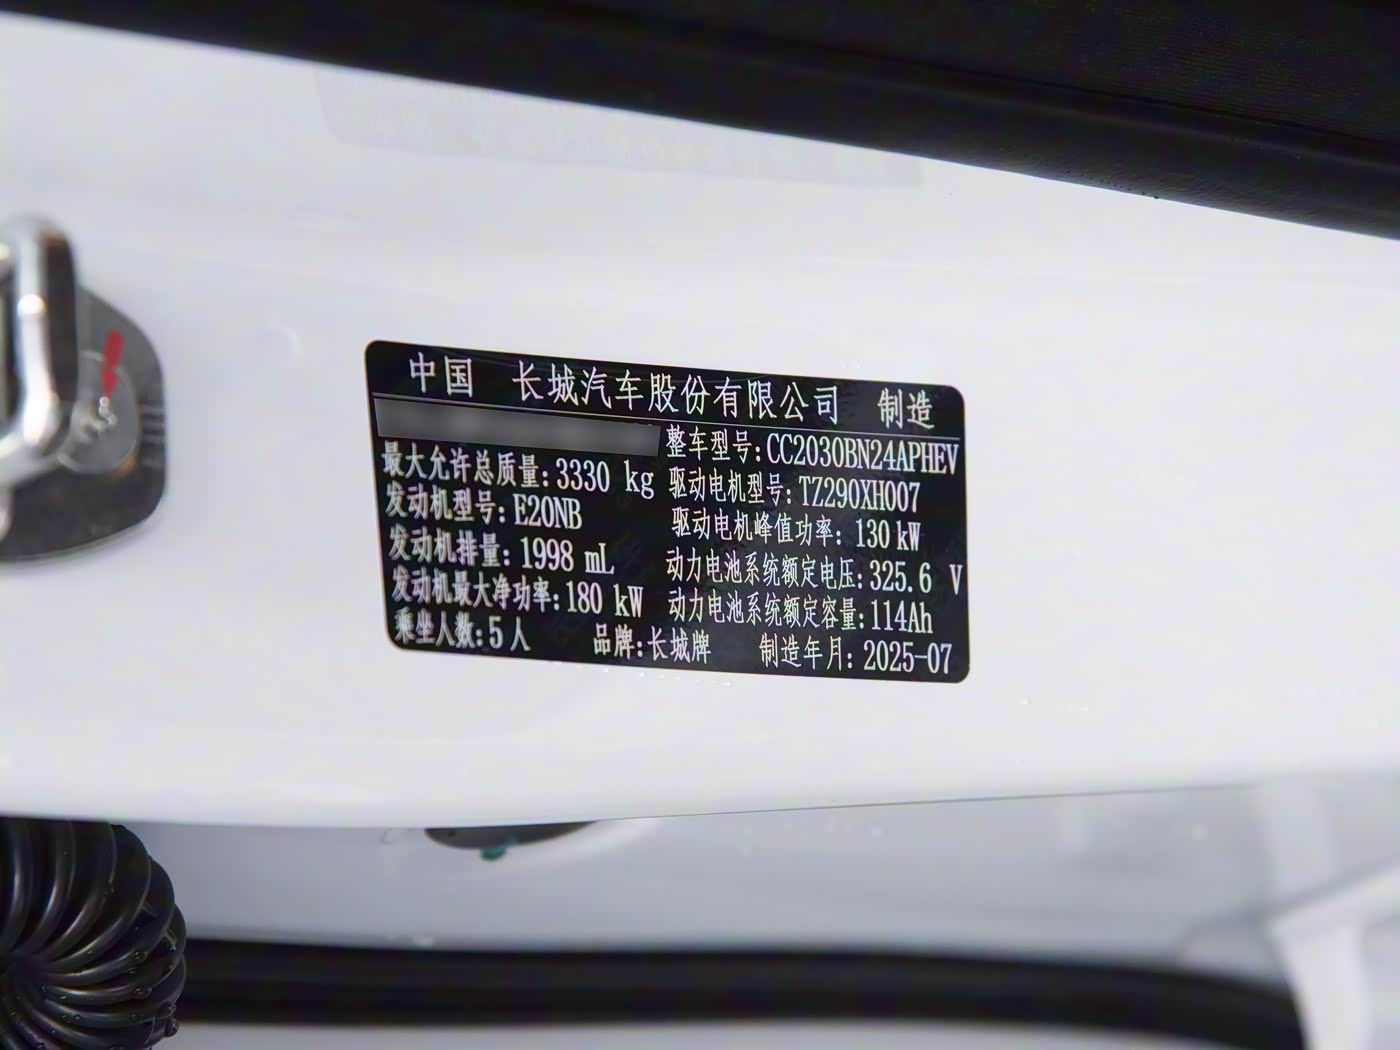 中国 长城汽车股份有限公司 制造
整车型号:CC2030BN24APHEV
最大允许总质量:3330 kg 驱动电机型号:TZ290XH007
发动机型号:E20NB 驱动电机峰值功率: 130 kW
发动机排量: 1998 mL 动力电池系统额定电压:325.6 V
发动机最大净功率:180 kW 动力电池系统额定容量:114Ah
乘坐人数:5人 品牌:长城牌 制造年月: 2025-07